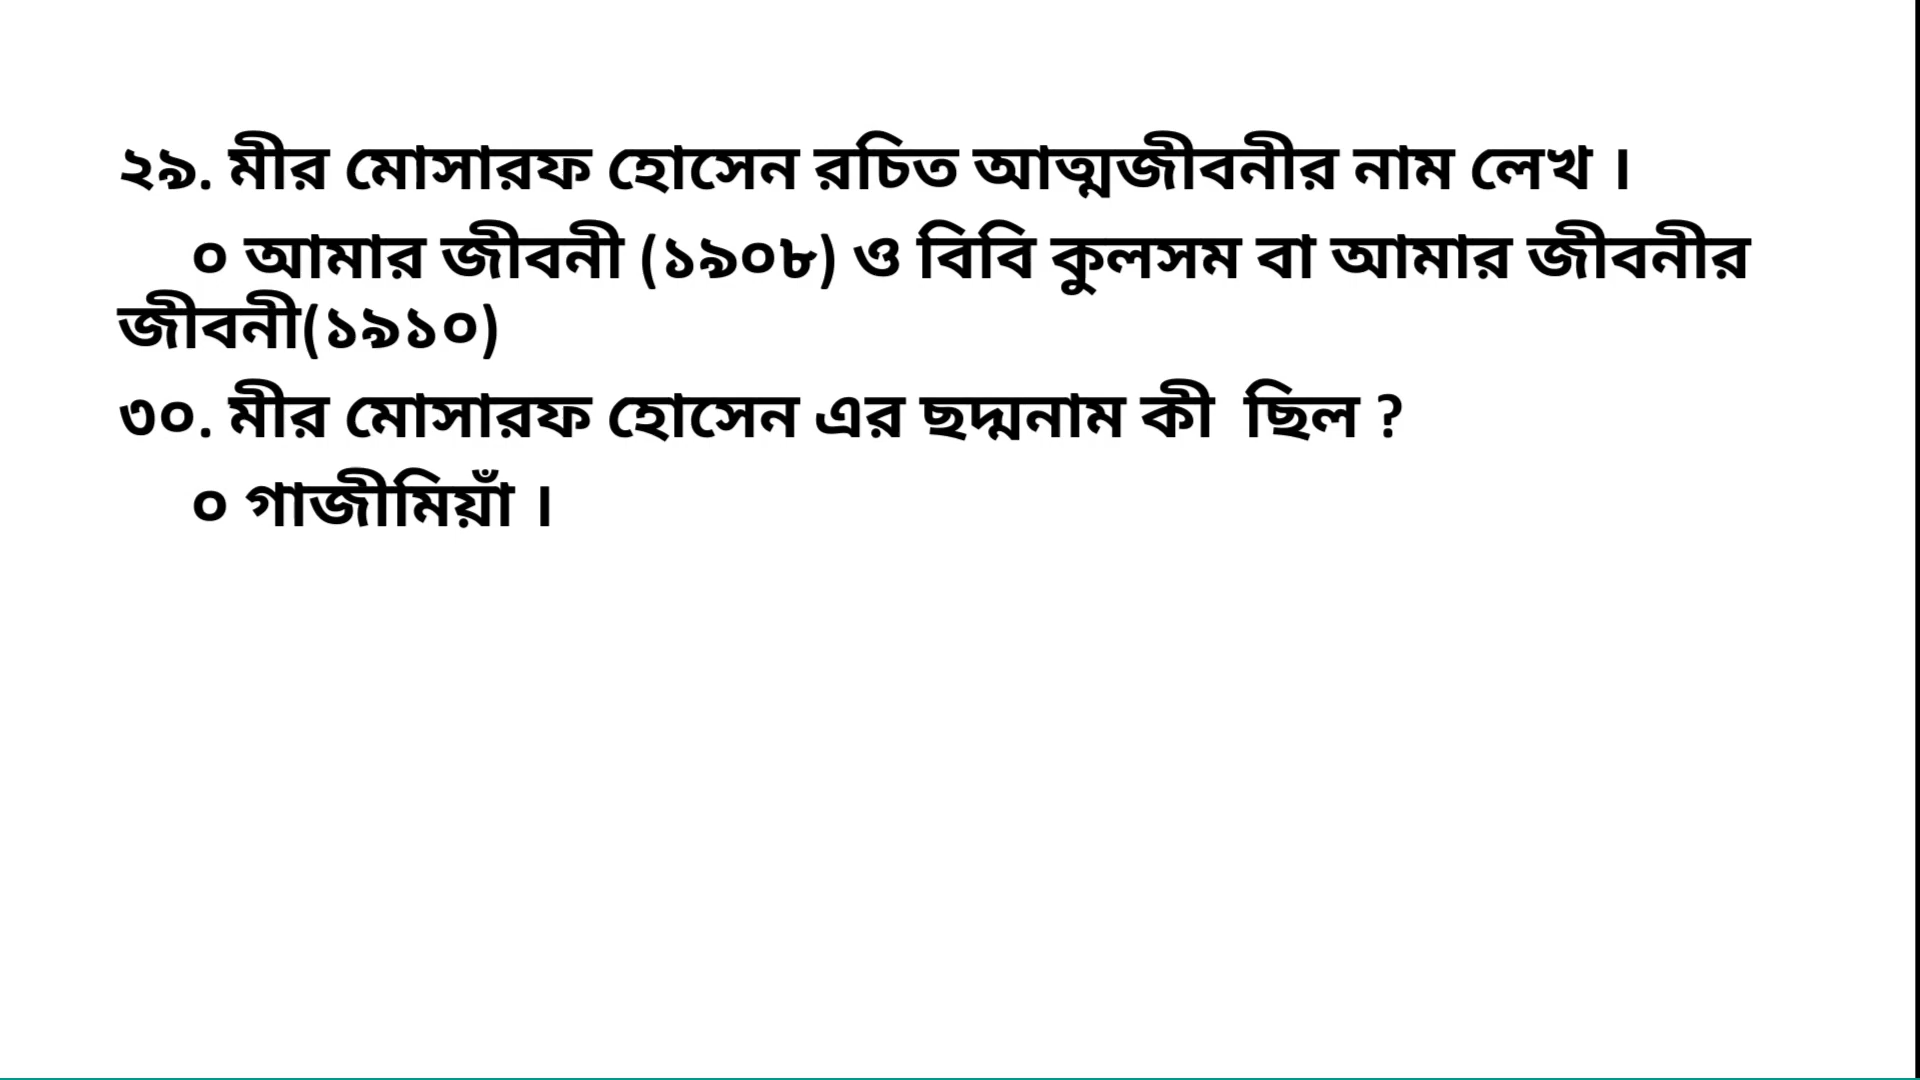 ২৯. মীর মোসারফ হোসেন রচিত আত্মজীবনীর নাম লেখ ।
০ আমার জীবনী (১৯০৮) ও বিবি কুলসম বা আমার জীবনীর
জীবনী(১৯১০)
৩০. মীর মোসারফ হোসেন এর ছদ্মনাম কী  ছিল ?
০ গাজীমিয়াঁ ।